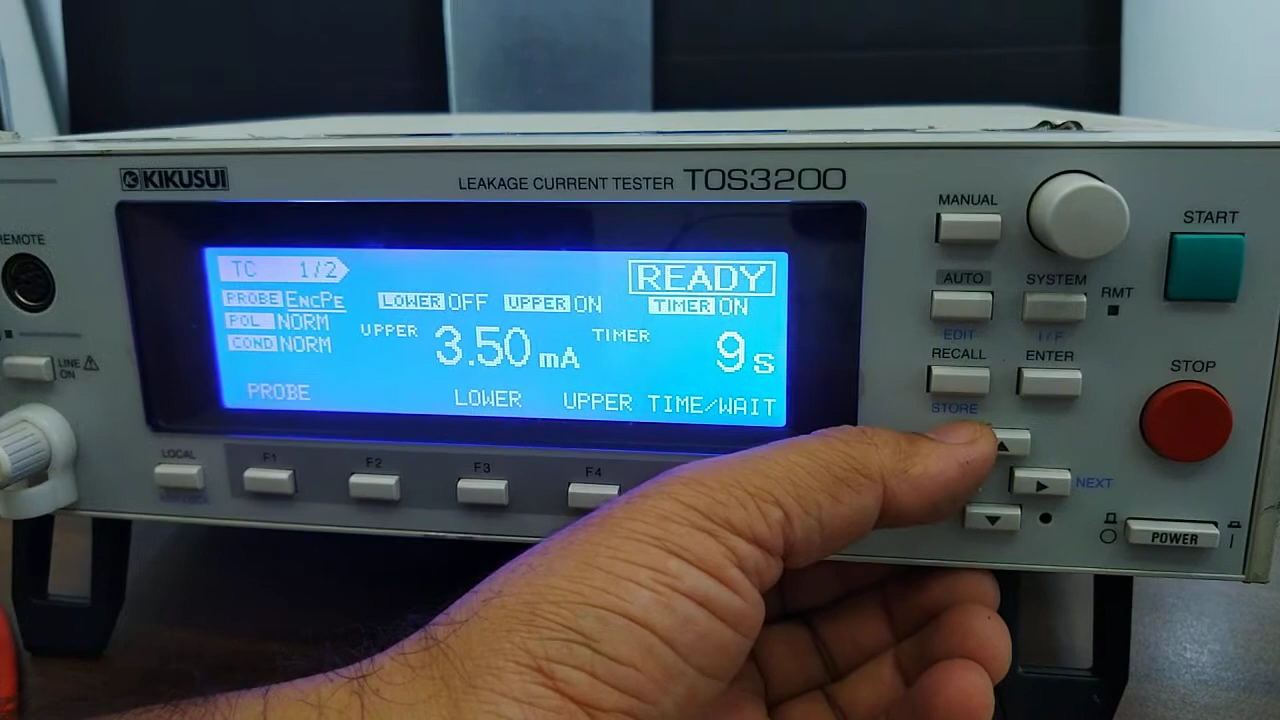 KIKUSUI
LEAKAGE CURRENT TESTER TOS3200
REMOTE
LINE ON
TC 1/2
READY
PROBE EncPE LOWER OFF UPPER ON TIMER ON
POL NORM
COND NORM
UPPER 3.50 mA TIMER 9s
PROBE LOWER UPPER TIME/WAIT
LOCAL
F1 F2 F3 F4
MANUAL
START
AUTO SYSTEM
RMT
EDIT I/F
RECALL ENTER
STOP
STORE
NEXT
POWER